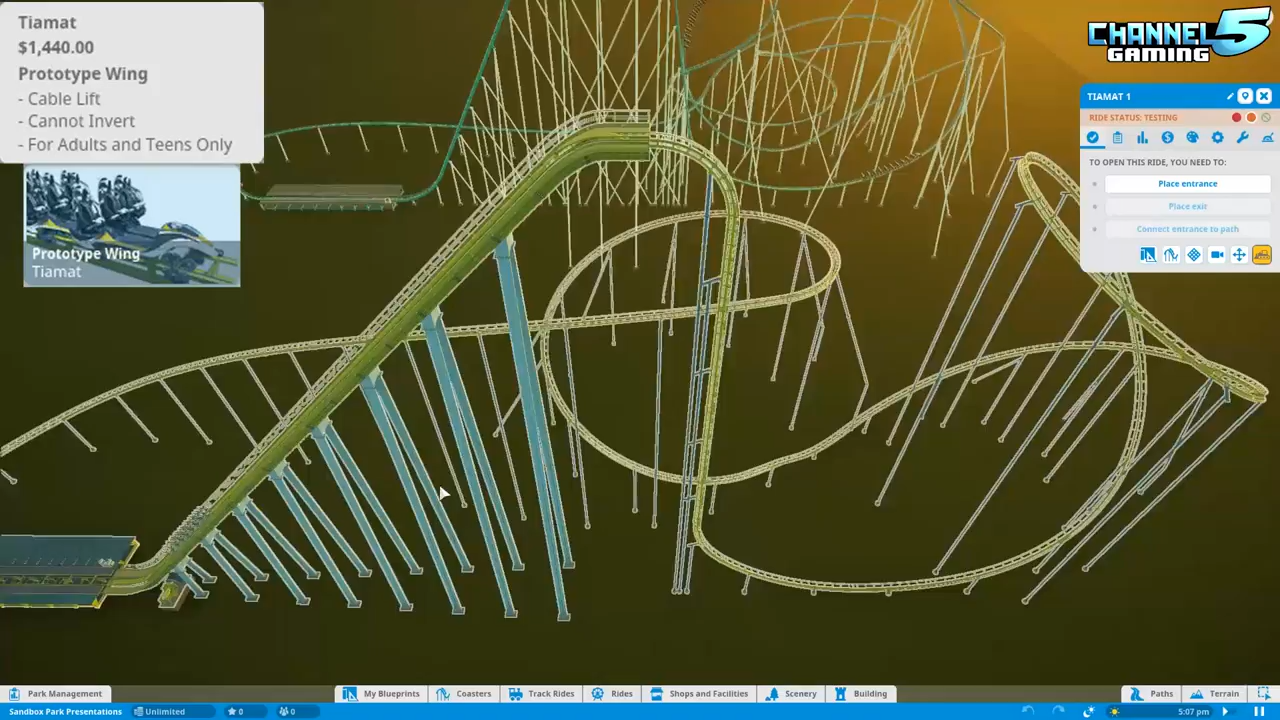 Tiamat
$1,440.00
Prototype Wing
- Cable Lift
- Cannot Invert
- For Adults and Teens Only
Prototype Wing
Tiamat
CHANNEL 5
GAMING
TIAMAT 1
RIDE STATUS: TESTING
TO OPEN THIS RIDE, YOU NEED TO:
Place entrance
Place exit
Connect entrance to path
Park Management
My Blueprints
Coasters
Track Rides
Rides
Shops and Facilities
Scenery
Building
Paths
Terrain
Sandbox Park Presentations
Unlimited
0
0
5:07 pm